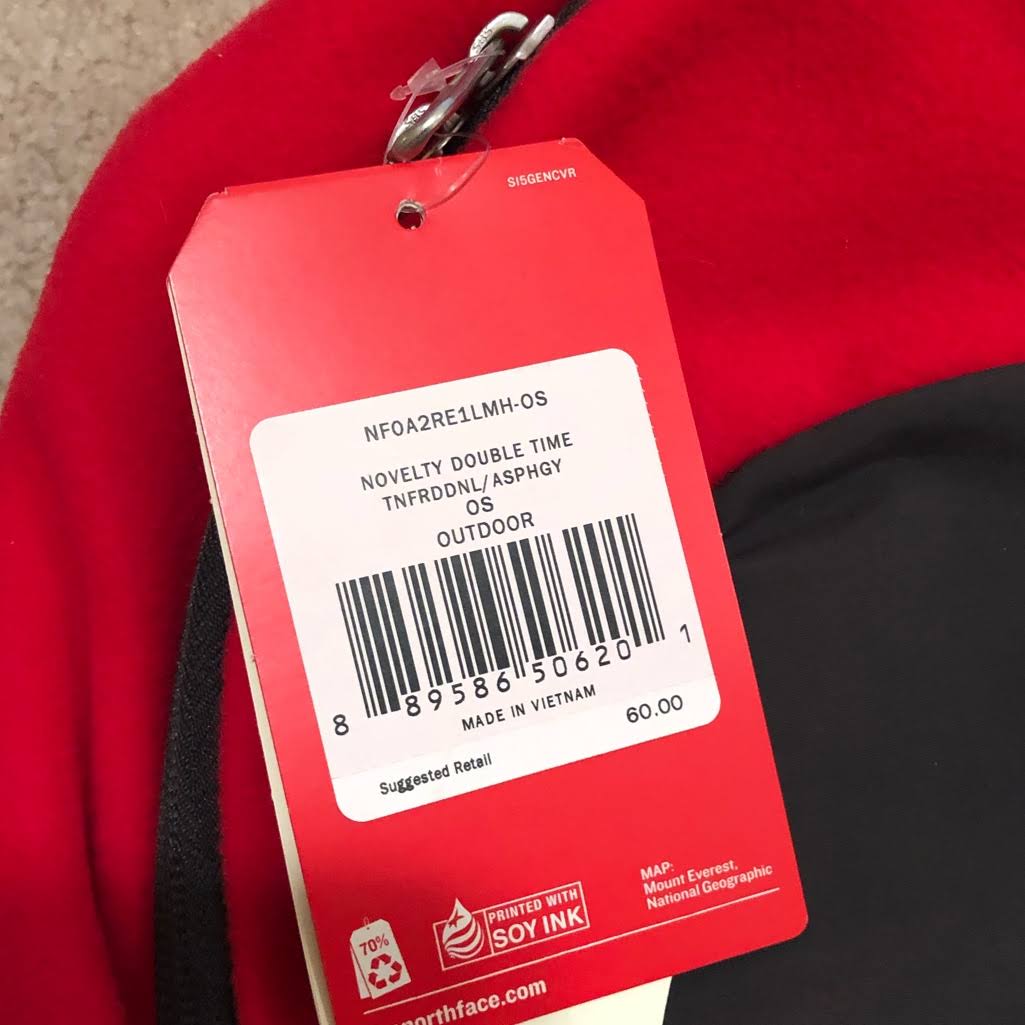 SI5GENCVR
NF0A2RE1LMH-OS
NOVELTY DOUBLE TIME
TNFRDDNL/ASPHGY
OS
OUTDOOR
8 89586 50620 1
MADE IN VIETNAM
Suggested Retail 60.00
MAP:
Mount Everest,
National Geographic
70%
PRINTED WITH
SOY INK
northface.com